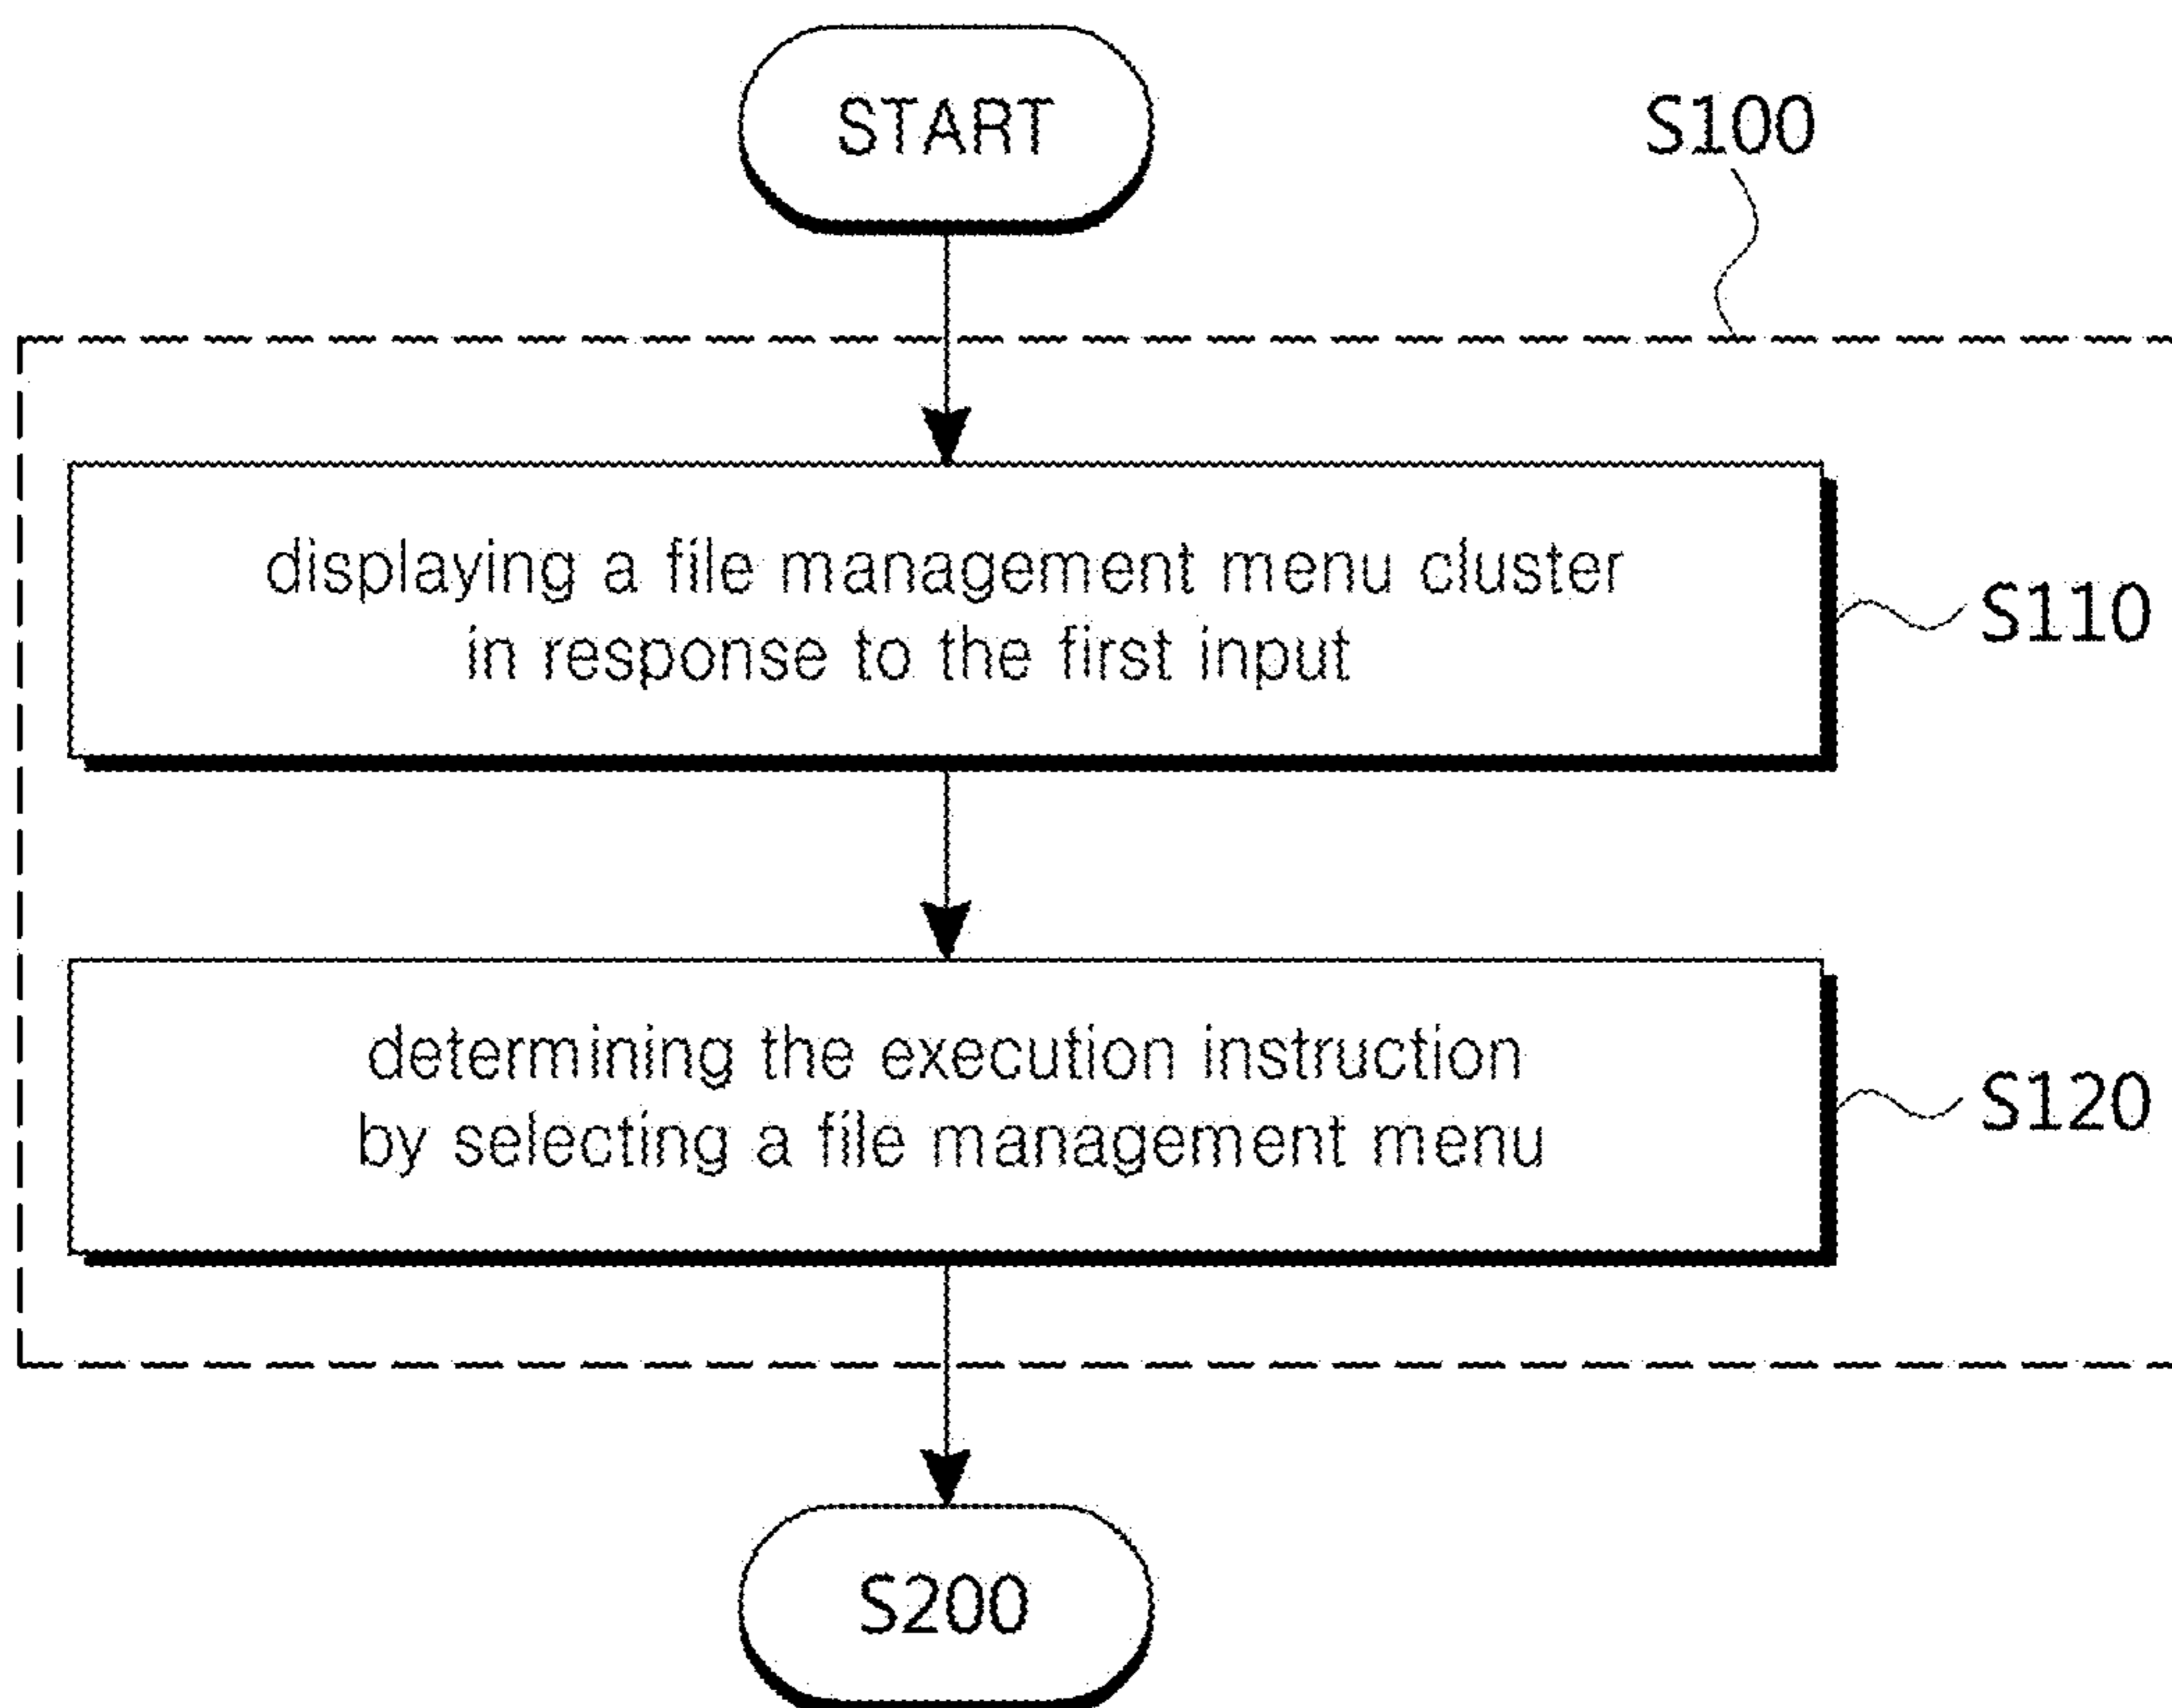 START
S100
displaying a file management menu cluster
in response to the first input
S110
determining the execution instruction
by selecting a file management menu
S120
S200